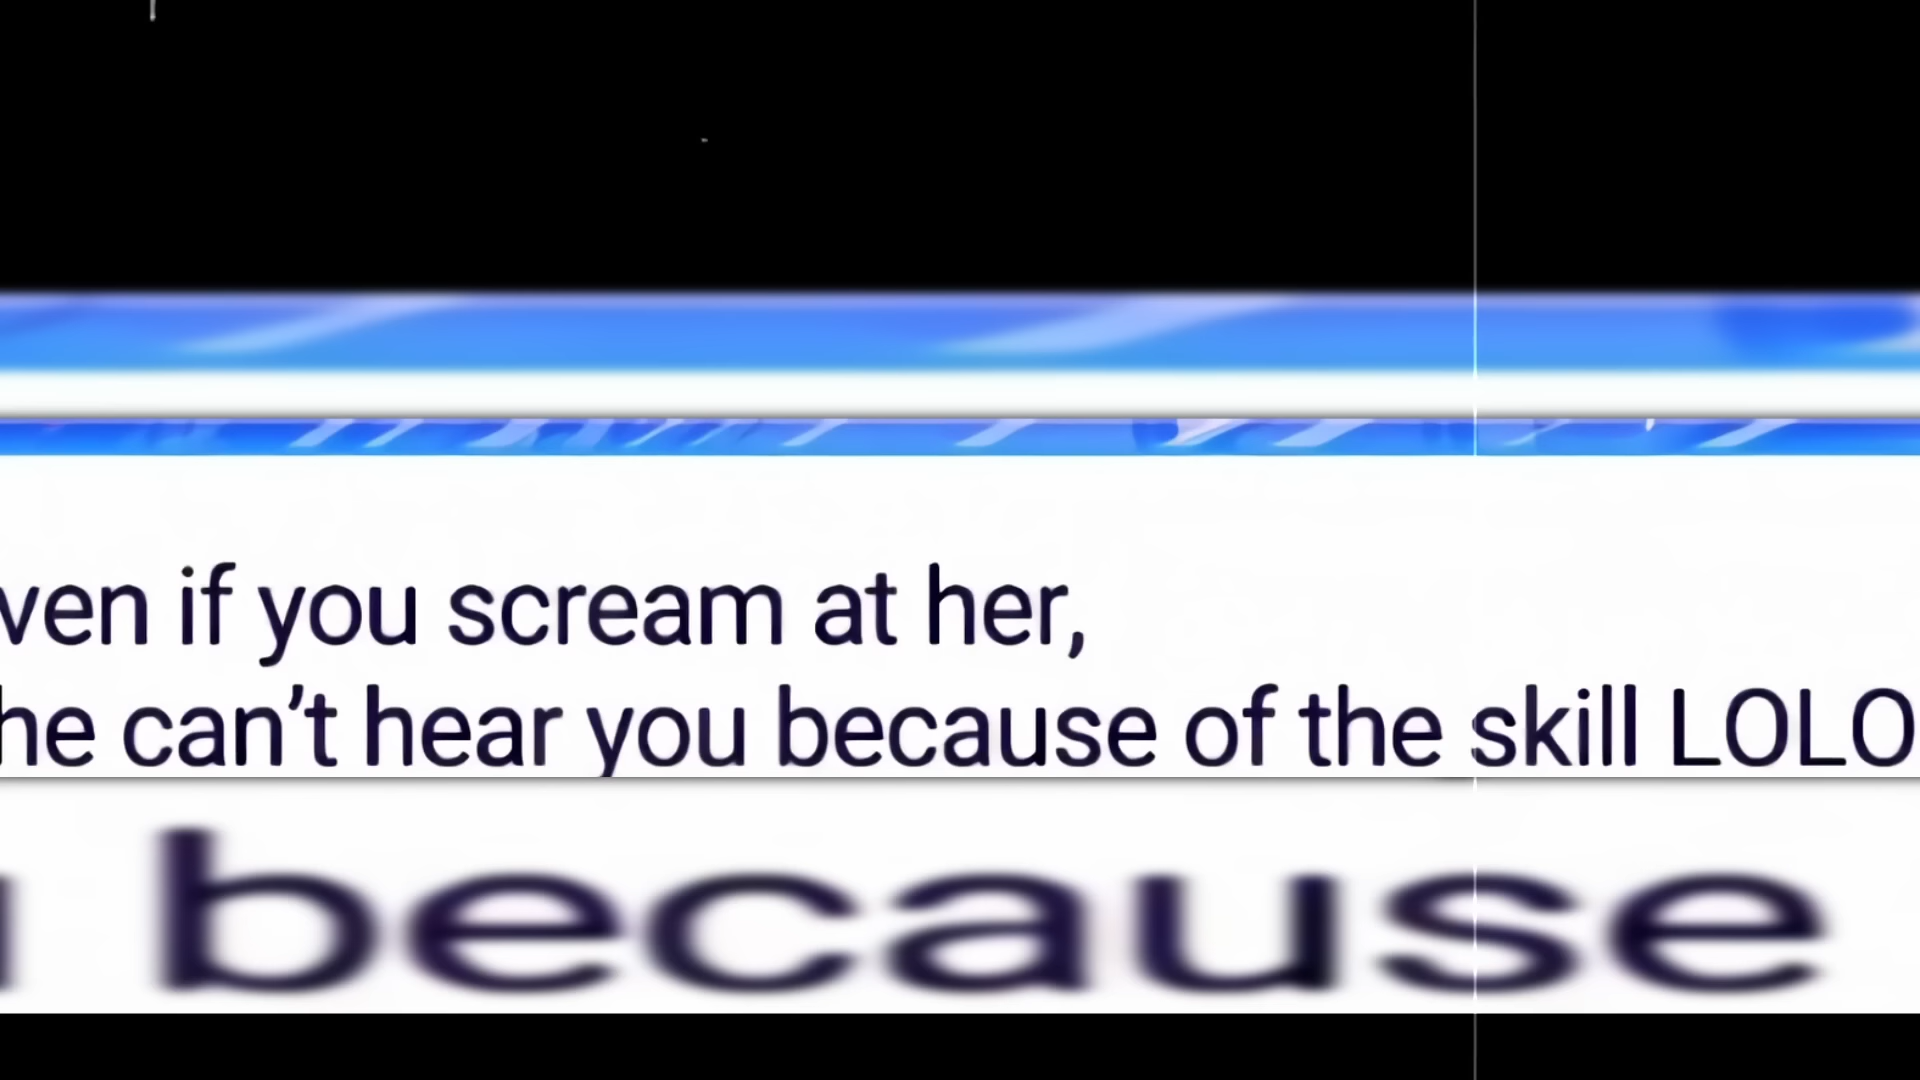 ven if you scream at her,
he can't hear you because of the skill LOLO
because